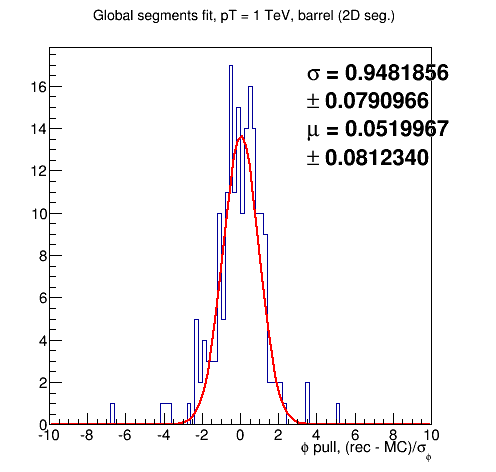 Global segments fit, pT = 1 TeV, barrel (2D seg.)
σ = 0.9481856
± 0.0790966
μ = 0.0519967
± 0.0812340
16
14
12
10
8
6
4
2
0
-10 -8 -6 -4 -2 0 2 4 6 8 10
ϕ pull, (rec - MC)/σϕ